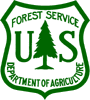 FOREST SERVICE
U S
DEPARTMENT OF AGRICULTURE